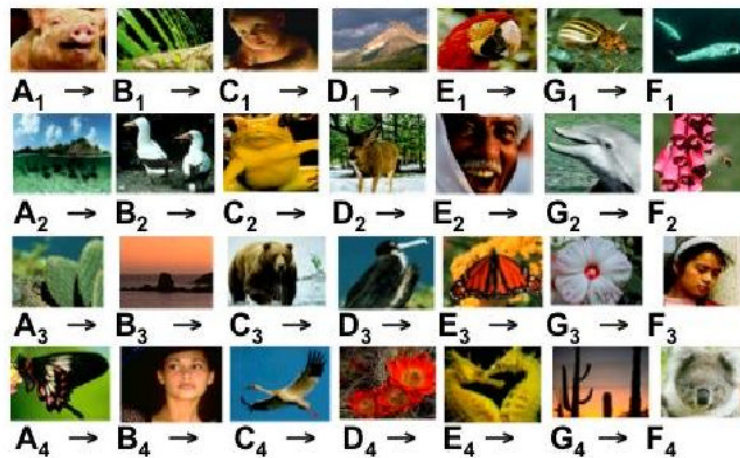 A₁ → B₁ → C₁ → D₁ → E₁ → G₁ → F₁
A₂ → B₂ → C₂ → D₂ → E₂ → G₂ → F₂
A₃ → B₃ → C₃ → D₃ → E₃ → G₃ → F₃
A₄ → B₄ → C₄ → D₄ → E₄ → G₄ → F₄